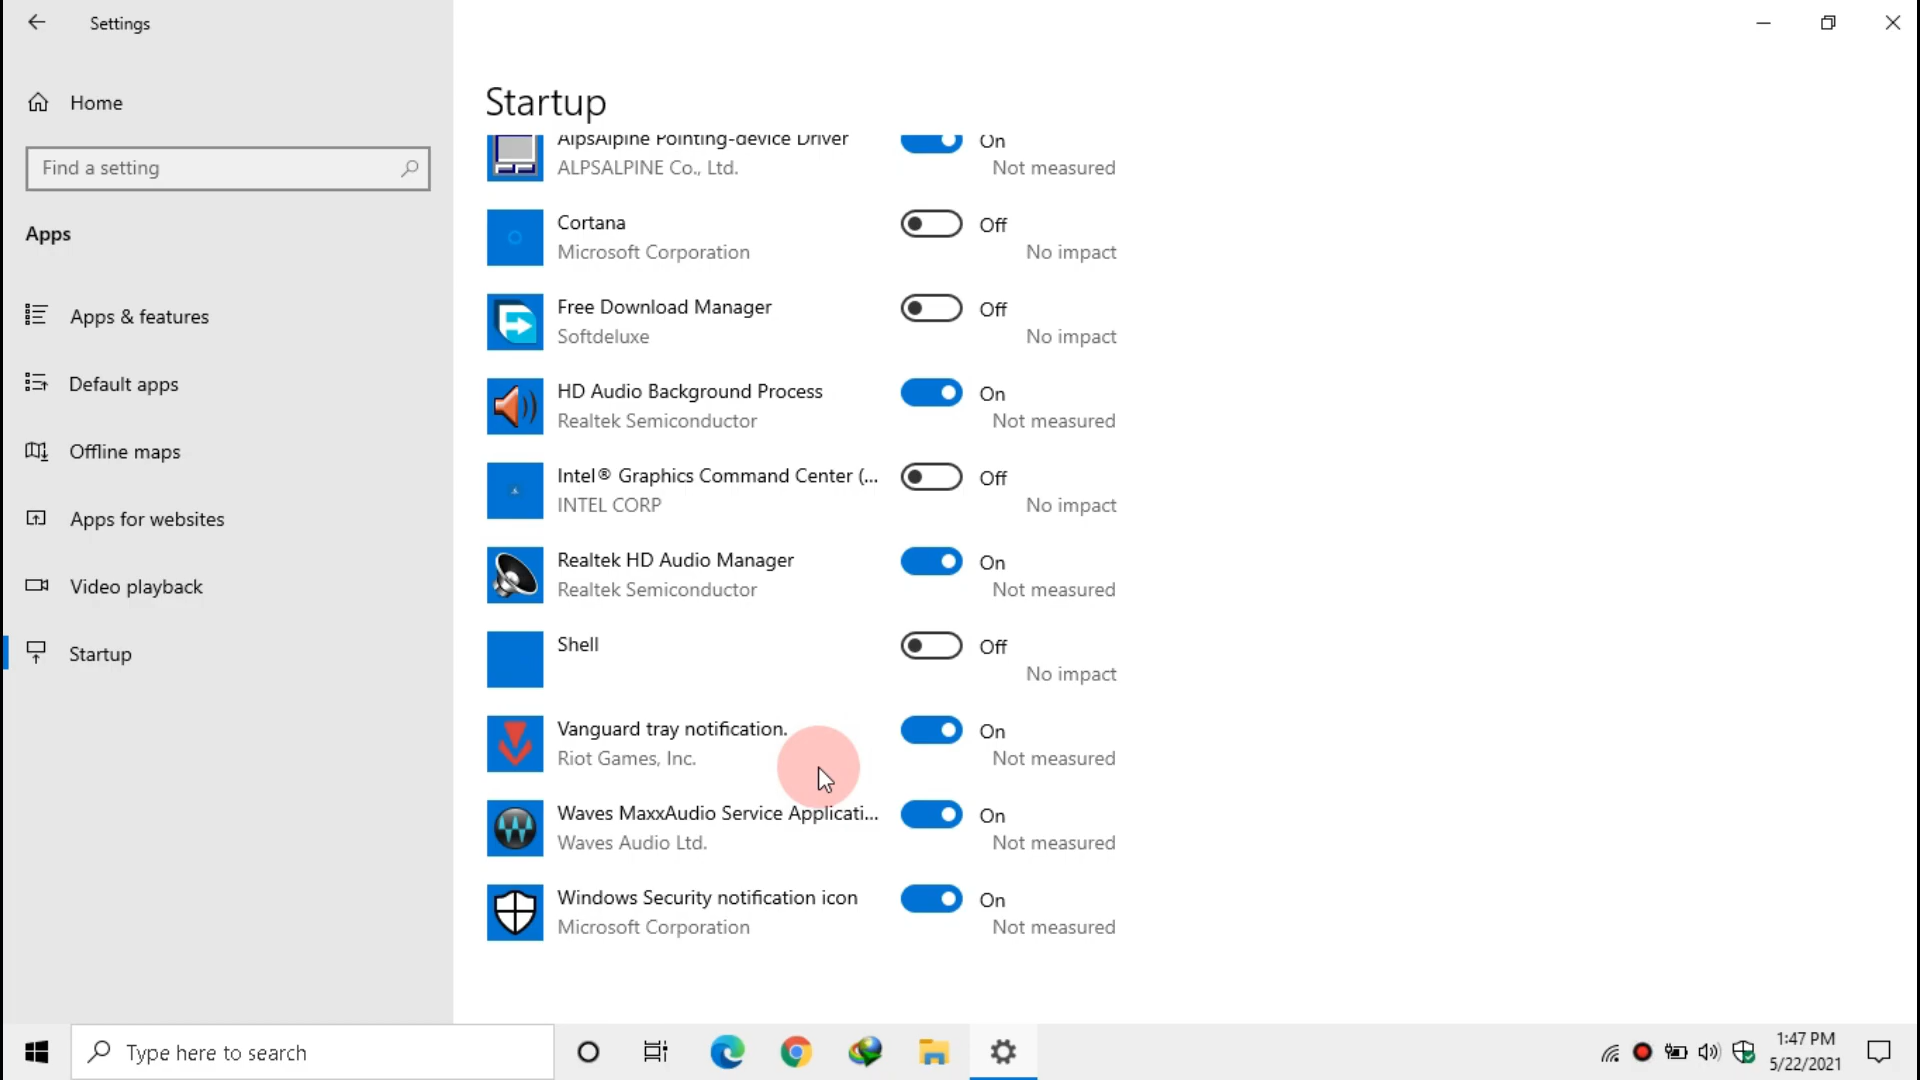 Settings
Home
Find a setting
Apps
Apps & features
Default apps
Offline maps
Apps for websites
Video playback
Startup
Startup
AlpsAlpine Pointing-device Driver
On
ALPSALPINE Co., Ltd.
Not measured
Cortana
Off
Microsoft Corporation
No impact
Free Download Manager
Off
Softdeluxe
No impact
HD Audio Background Process
On
Realtek Semiconductor
Not measured
Intel® Graphics Command Center (...
Off
INTEL CORP
No impact
Realtek HD Audio Manager
On
Realtek Semiconductor
Not measured
Shell
Off
No impact
Vanguard tray notification.
On
Riot Games, Inc.
Not measured
Waves MaxxAudio Service Applicati...
On
Waves Audio Ltd.
Not measured
Windows Security notification icon
On
Microsoft Corporation
Not measured
Type here to search
1:47 PM
5/22/2021